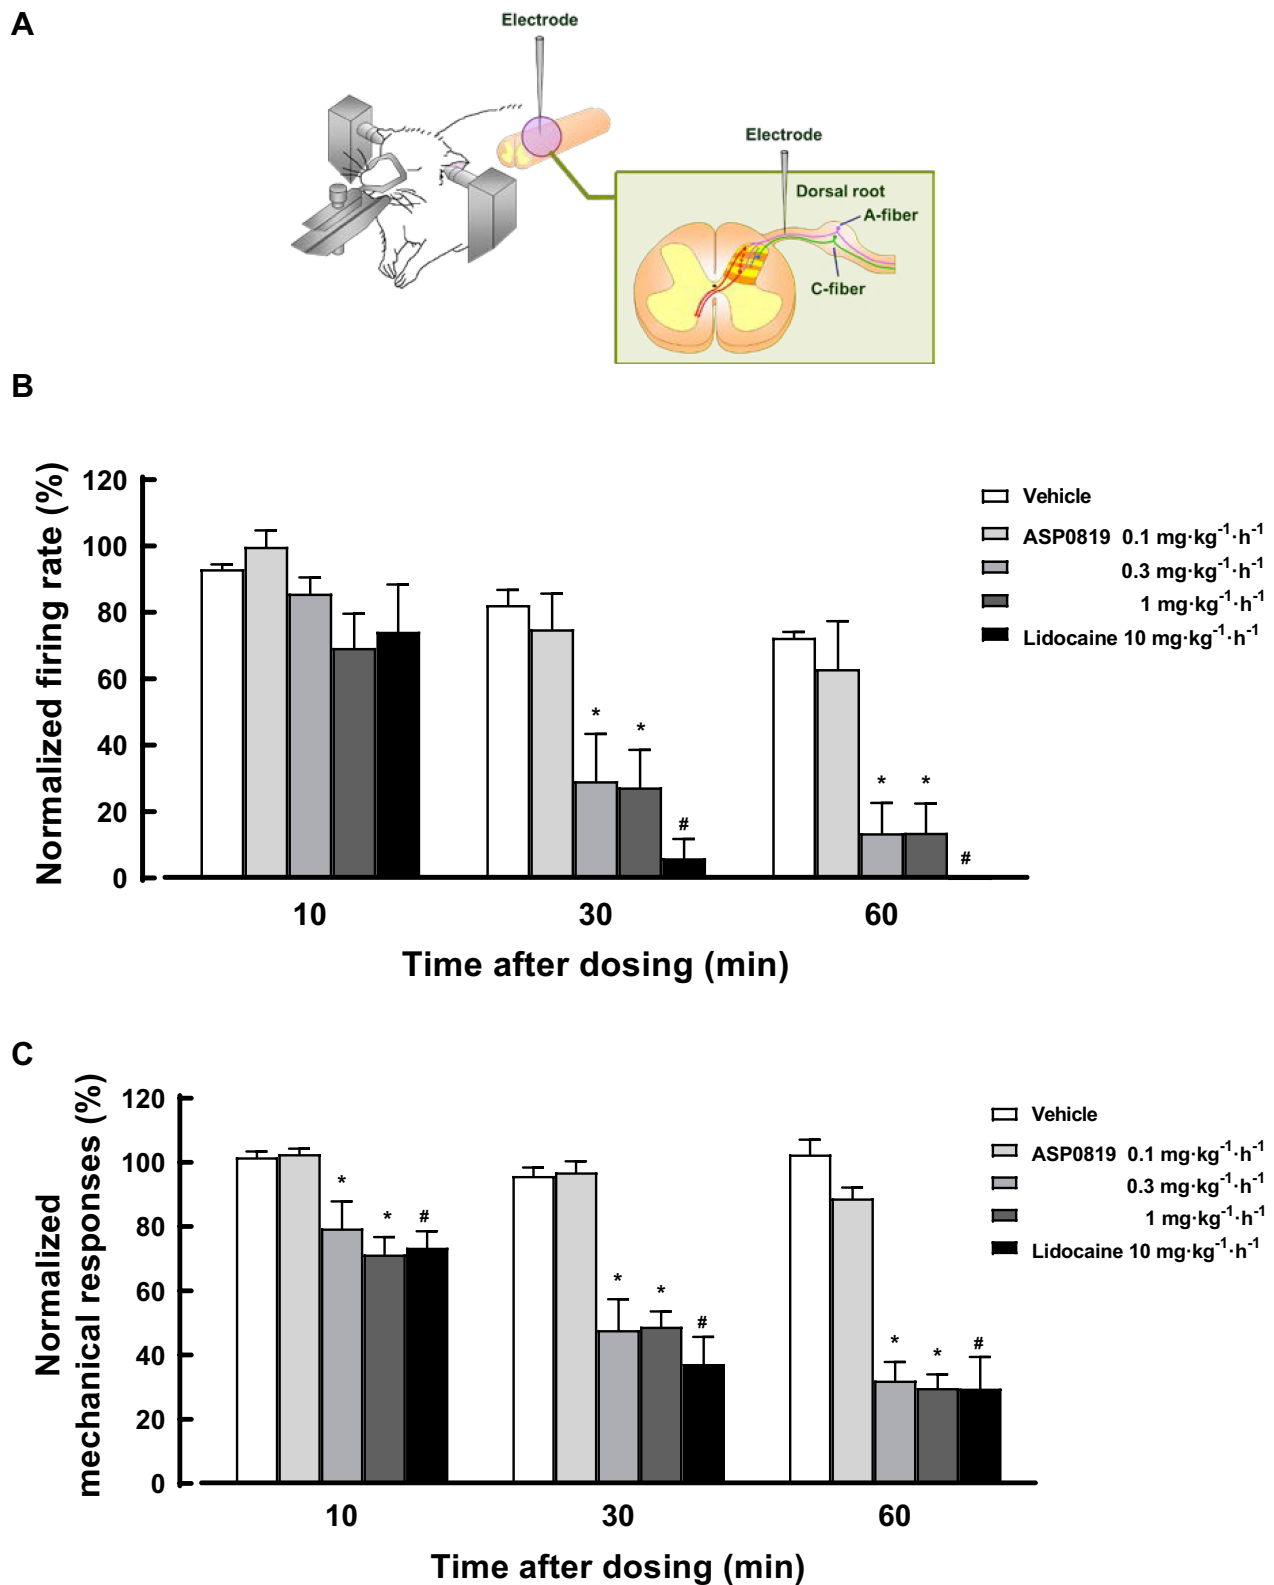 A
Electrode
Electrode
Dorsal root
A-fiber
C-fiber
B
Normalized firing rate (%)
120
100
80
60
40
20
0
* * # * * #
10 30 60
Time after dosing (min)
Vehicle
ASP0819 0.1 mg·kg⁻¹·h⁻¹
0.3 mg·kg⁻¹·h⁻¹
1 mg·kg⁻¹·h⁻¹
Lidocaine 10 mg·kg⁻¹·h⁻¹
C
Normalized
mechanical responses (%)
120
100
80
60
40
20
0
* * # * * # * * #
10 30 60
Time after dosing (min)
Vehicle
ASP0819 0.1 mg·kg⁻¹·h⁻¹
0.3 mg·kg⁻¹·h⁻¹
1 mg·kg⁻¹·h⁻¹
Lidocaine 10 mg·kg⁻¹·h⁻¹